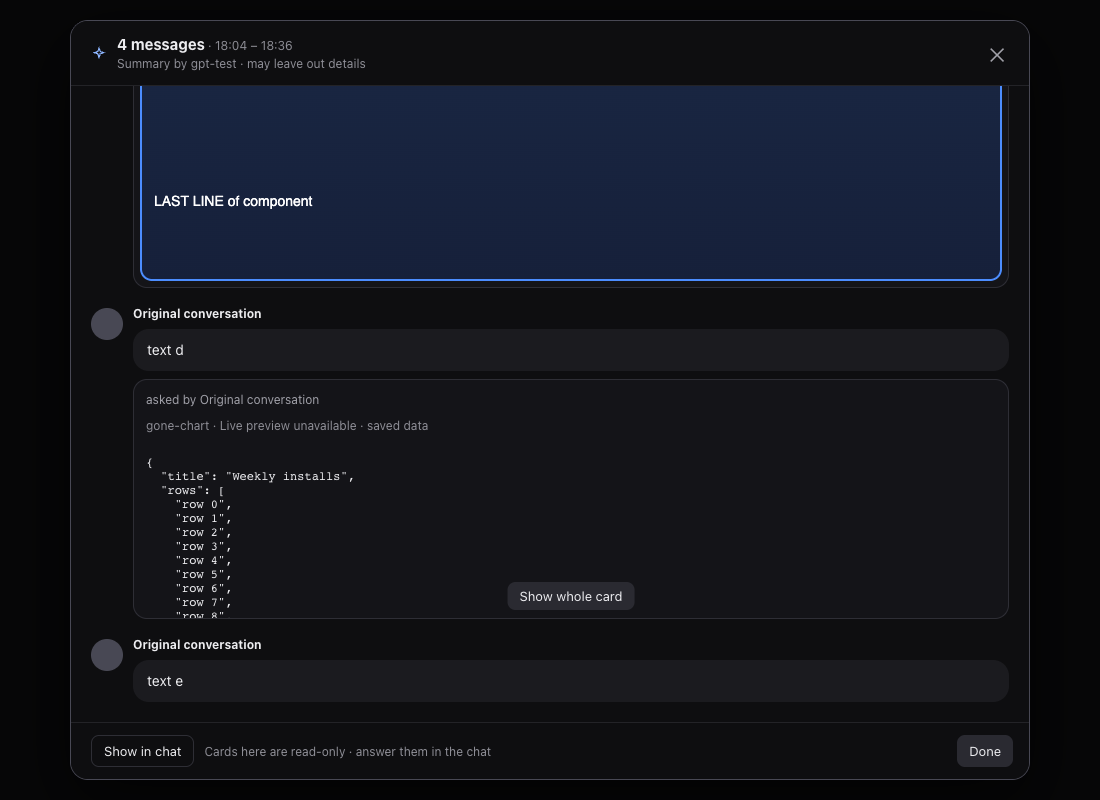 4 messages · 18:04 – 18:36
Summary by gpt-test · may leave out details
LAST LINE of component
Original conversation
text d
asked by Original conversation
gone-chart · Live preview unavailable · saved data
{
  "title": "Weekly installs",
  "rows": [
    "row 0",
    "row 1",
    "row 2",
    "row 3",
    "row 4",
    "row 5",
    "row 6",
    "row 7",
    "row 8",
Show whole card
Original conversation
text e
Show in chat
Cards here are read-only · answer them in the chat
Done